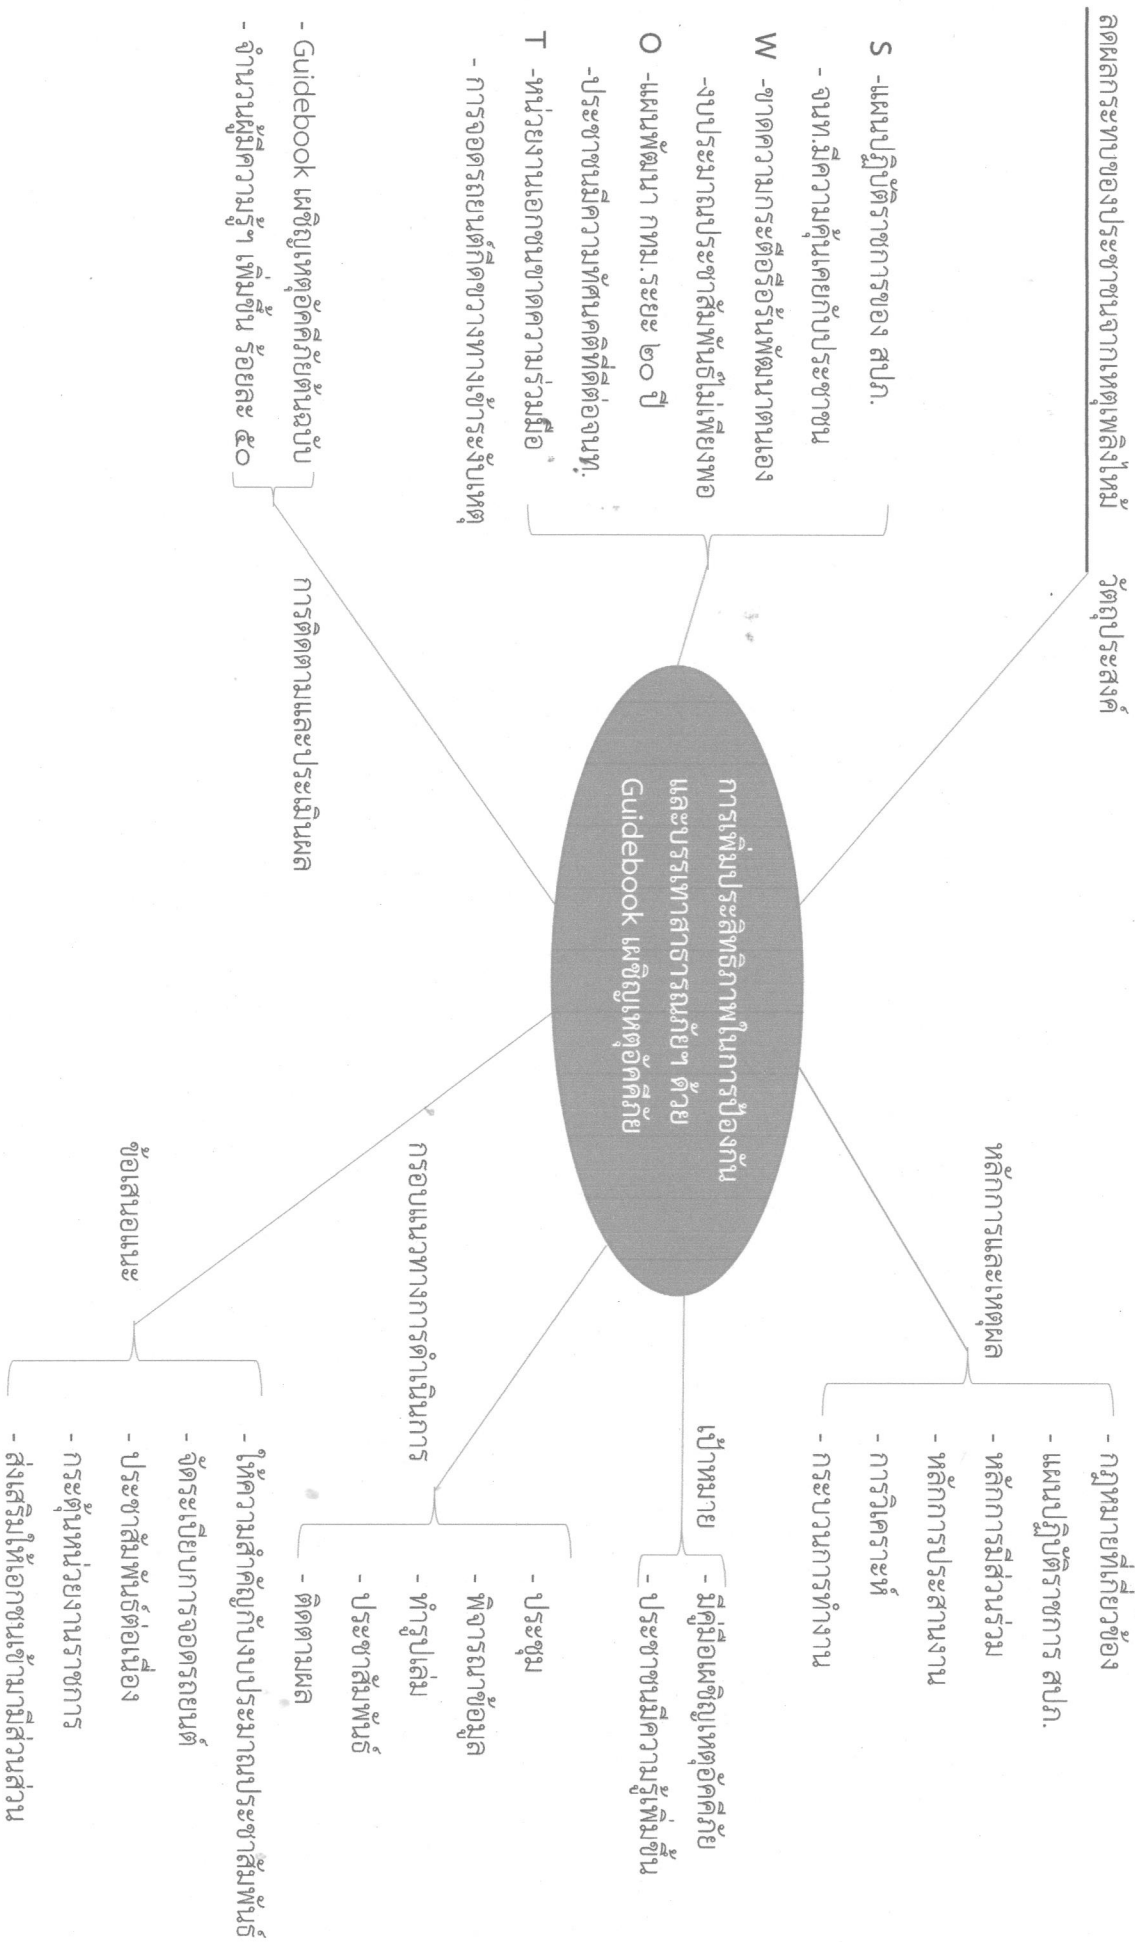 ลดผลกระทบของประชาชนจากเหตุเพลิงไหม้
วัตถุประสงค์
S -แผนปฏิบัติราชการของ สปภ.
- จนท.มีความคุ้นเคยกับประชาชน
W -ขาดความกระตือรือร้นพัฒนาตนเอง
-งบประมาณประชาสัมพันธ์ไม่เพียงพอ
O -แผนพัฒนา กทม.ระยะ ๒๐ ปี
-ประชาชนมีความทัศนคติที่ดีต่อจนท.
T -หน่วยงานเอกชนขาดความร่วมมือ
- การจอดรถยนต์กีดขวางทางเข้าระงับเหตุ
- Guidebook เผชิญเหตุอัคคีภัยต้นฉบับ
- จำนวนผู้มีความรู้ฯ เพิ่มขึ้น ร้อยละ ๕๐
การติดตามและประเมินผล
การเพิ่มประสิทธิภาพในการป้องกัน
และบรรเทาสาธารณภัยฯ ด้วย
Guidebook เผชิญเหตุอัคคีภัย
หลักการและเหตุผล
- กฎหมายที่เกี่ยวข้อง
- แผนปฏิบัติราชการ สปภ.
- หลักการมีส่วนร่วม
- หลักการประสานงาน
- การวิเคราะห์
- กระบวนการทำงาน
เป้าหมาย
- มีคู่มือเผชิญเหตุอัคคีภัย
- ประชาชนมีความรู้เพิ่มขึ้น
กรอบแนวทางการดำเนินการ
- ประชุม
- พิจารณาข้อมูล
- ทำรูปเล่ม
- ประชาสัมพันธ์
- ติดตามผล
ข้อเสนอแนะ
- ให้ความสำคัญกับงบประมาณประชาสัมพันธ์
- จัดระเบียบการจอดรถยนต์
- ประชาสัมพันธ์ต่อเนื่อง
- กระตุ้นหน่วยงานราชการ
- ส่งเสริมให้เอกชนเข้ามามีส่วนส่วน